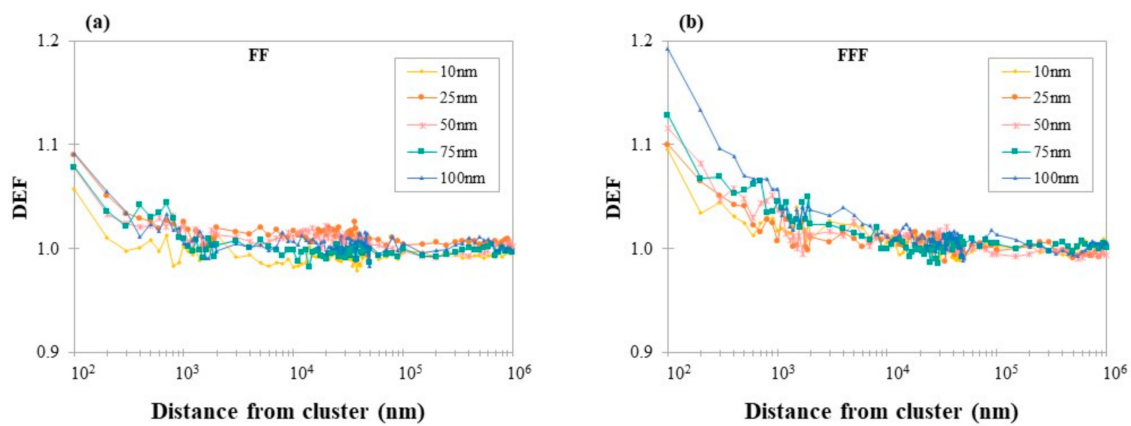 (a)
FF
1.2
1.1
1.0
0.9
DEF
10nm
25nm
50nm
75nm
100nm
10² 10³ 10⁴ 10⁵ 10⁶
Distance from cluster (nm)
(b)
FFF
1.2
1.1
1.0
0.9
DEF
10nm
25nm
50nm
75nm
100nm
10² 10³ 10⁴ 10⁵ 10⁶
Distance from cluster (nm)